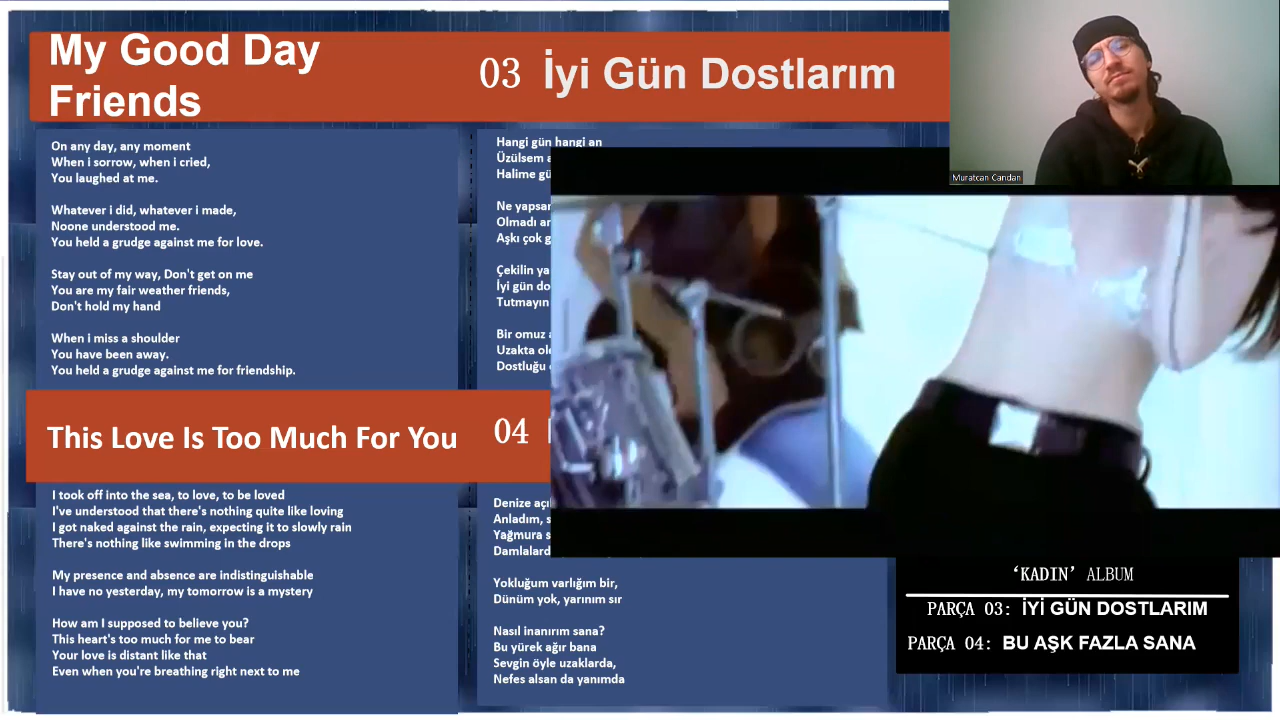 My Good Day
Friends
03 İyi Gün Dostlarım
Muratcan Candan
On any day, any moment
When i sorrow, when i cried,
You laughed at me.
Whatever i did, whatever i made,
Noone understood me.
You held a grudge against me for love.
Stay out of my way, Don't get on me
You are my fair weather friends,
Don't hold my hand
When i miss a shoulder
You have been away.
You held a grudge against me for friendship.
Hangi gün hangi an
Üzülsem
Halime
Ne yapsam
Olmadı
Aşkı çok
Çekilin
İyi gün
Tutmayın
Bir omuz
Uzakta
Dostluğu
This Love Is Too Much For You
04
I took off into the sea, to love, to be loved
I've understood that there's nothing quite like loving
I got naked against the rain, expecting it to slowly rain
There's nothing like swimming in the drops
My presence and absence are indistinguishable
I have no yesterday, my tomorrow is a mystery
How am I supposed to believe you?
This heart's too much for me to bear
Your love is distant like that
Even when you're breathing right next to me
Denize
Anladım,
Yağmura
Yokluğum varlığım bir,
Dünüm yok, yarınım sır
Nasıl inanırım sana?
Bu yürek ağır bana
Sevgin öyle uzaklarda,
Nefes alsan da yanımda
‘KADIN’ ALBUM
PARÇA 03: İYİ GÜN DOSTLARIM
PARÇA 04: BU AŞK FAZLA SANA